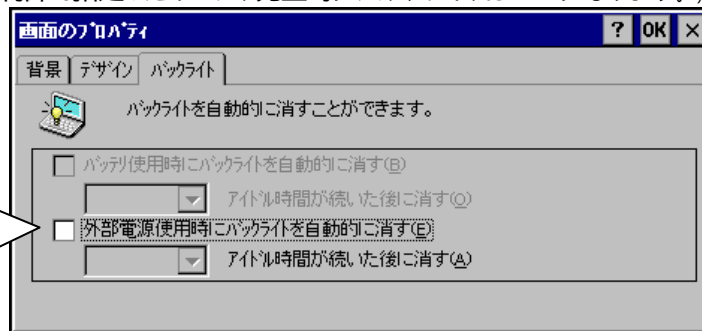 画面のプロパティ ? OK ×
背景 デザイン バックライト
バックライトを自動的に消すことができます。
バッテリ使用時にバックライトを自動的に消す(B)
アイドル時間が続いた後に消す(O)
外部電源使用時にバックライトを自動的に消す(E)
アイドル時間が続いた後に消す(A)